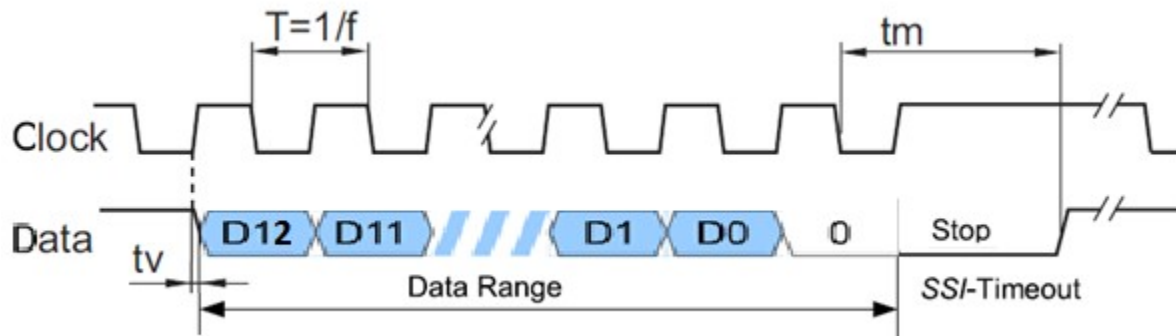 T=1/f
tm
Clock
Data
D12 D11 D1 D0 0 Stop
tv
Data Range
SSI-Timeout